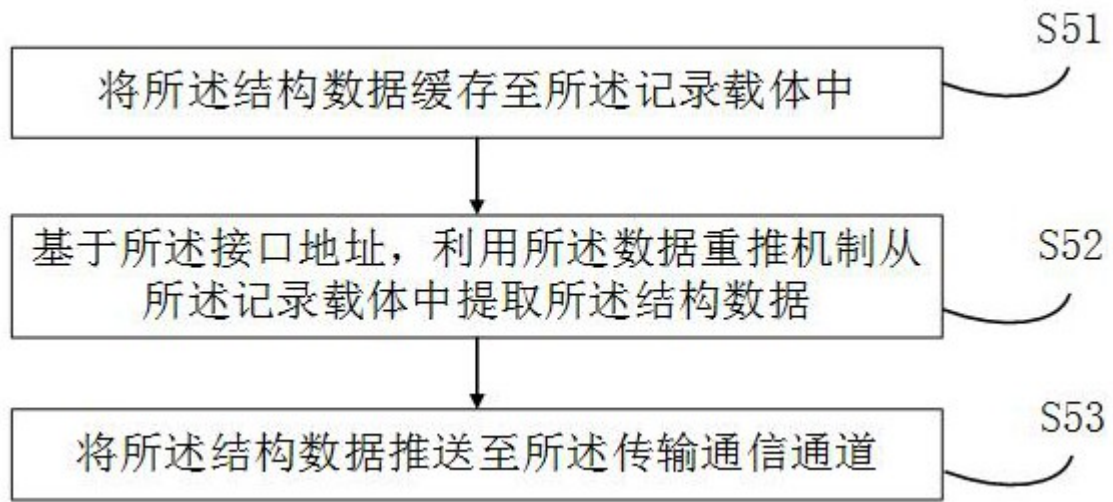 S51
将所述结构数据缓存至所述记录载体中
基于所述接口地址，利用所述数据重推机制从
S52
所述记录载体中提取所述结构数据
S53
将所述结构数据推送至所述传输通信通道